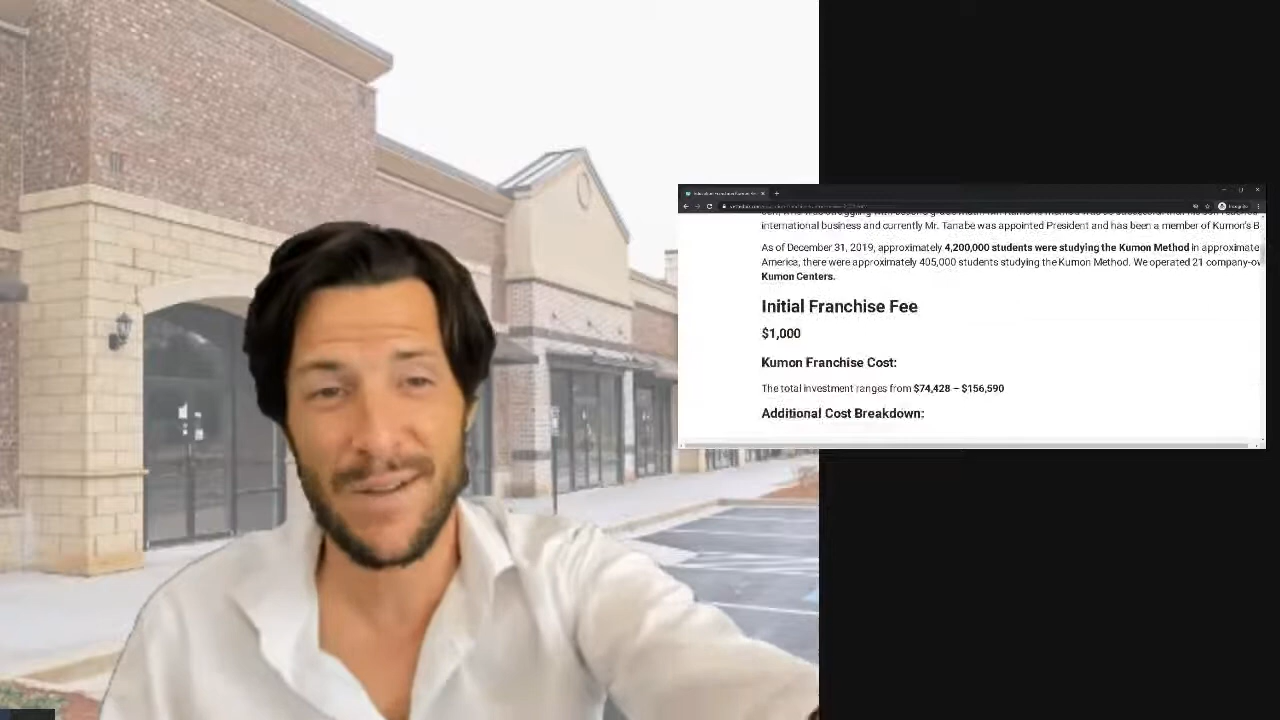 Incognito
international business and currently Mr. Tanabe was appointed President and has been a member of Kumon's B
As of December 31, 2019, approximately 4,200,000 students were studying the Kumon Method in approximate
America, there were approximately 405,000 students studying the Kumon Method. We operated 21 company-ov
Kumon Centers.
Initial Franchise Fee
$1,000
Kumon Franchise Cost:
The total investment ranges from $74,428 – $156,590
Additional Cost Breakdown: